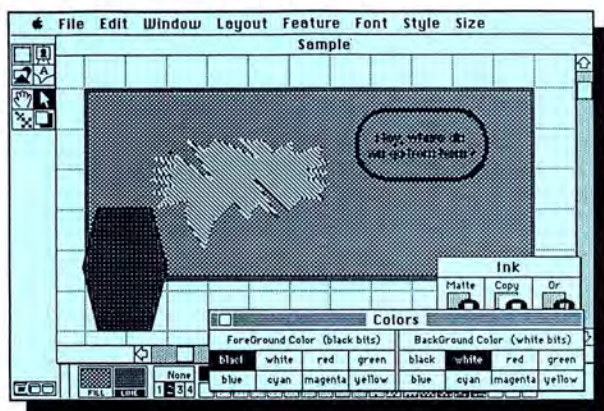 File Edit Window Layout Feature Font Style Size
Sample
A
Hey, where do
we go from here?
Ink
Matte Copy Or
Colors
ForeGround Color (black bits) BackGround Color (white bits)
black white red green black white red green
blue cyan magenta yellow blue cyan magenta yellow
FILL LINE None
1 2 3 4